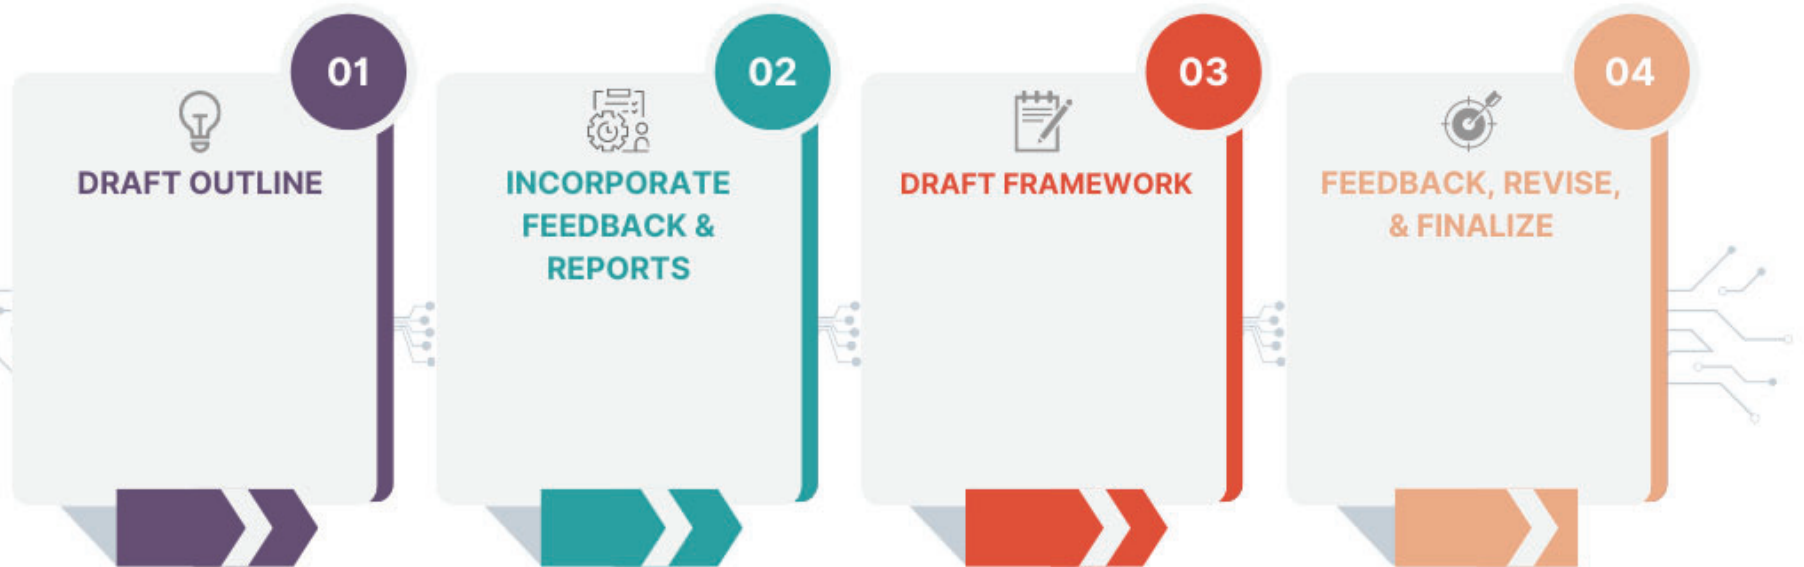 01
DRAFT OUTLINE
02
INCORPORATE
FEEDBACK &
REPORTS
03
DRAFT FRAMEWORK
04
FEEDBACK, REVISE,
& FINALIZE